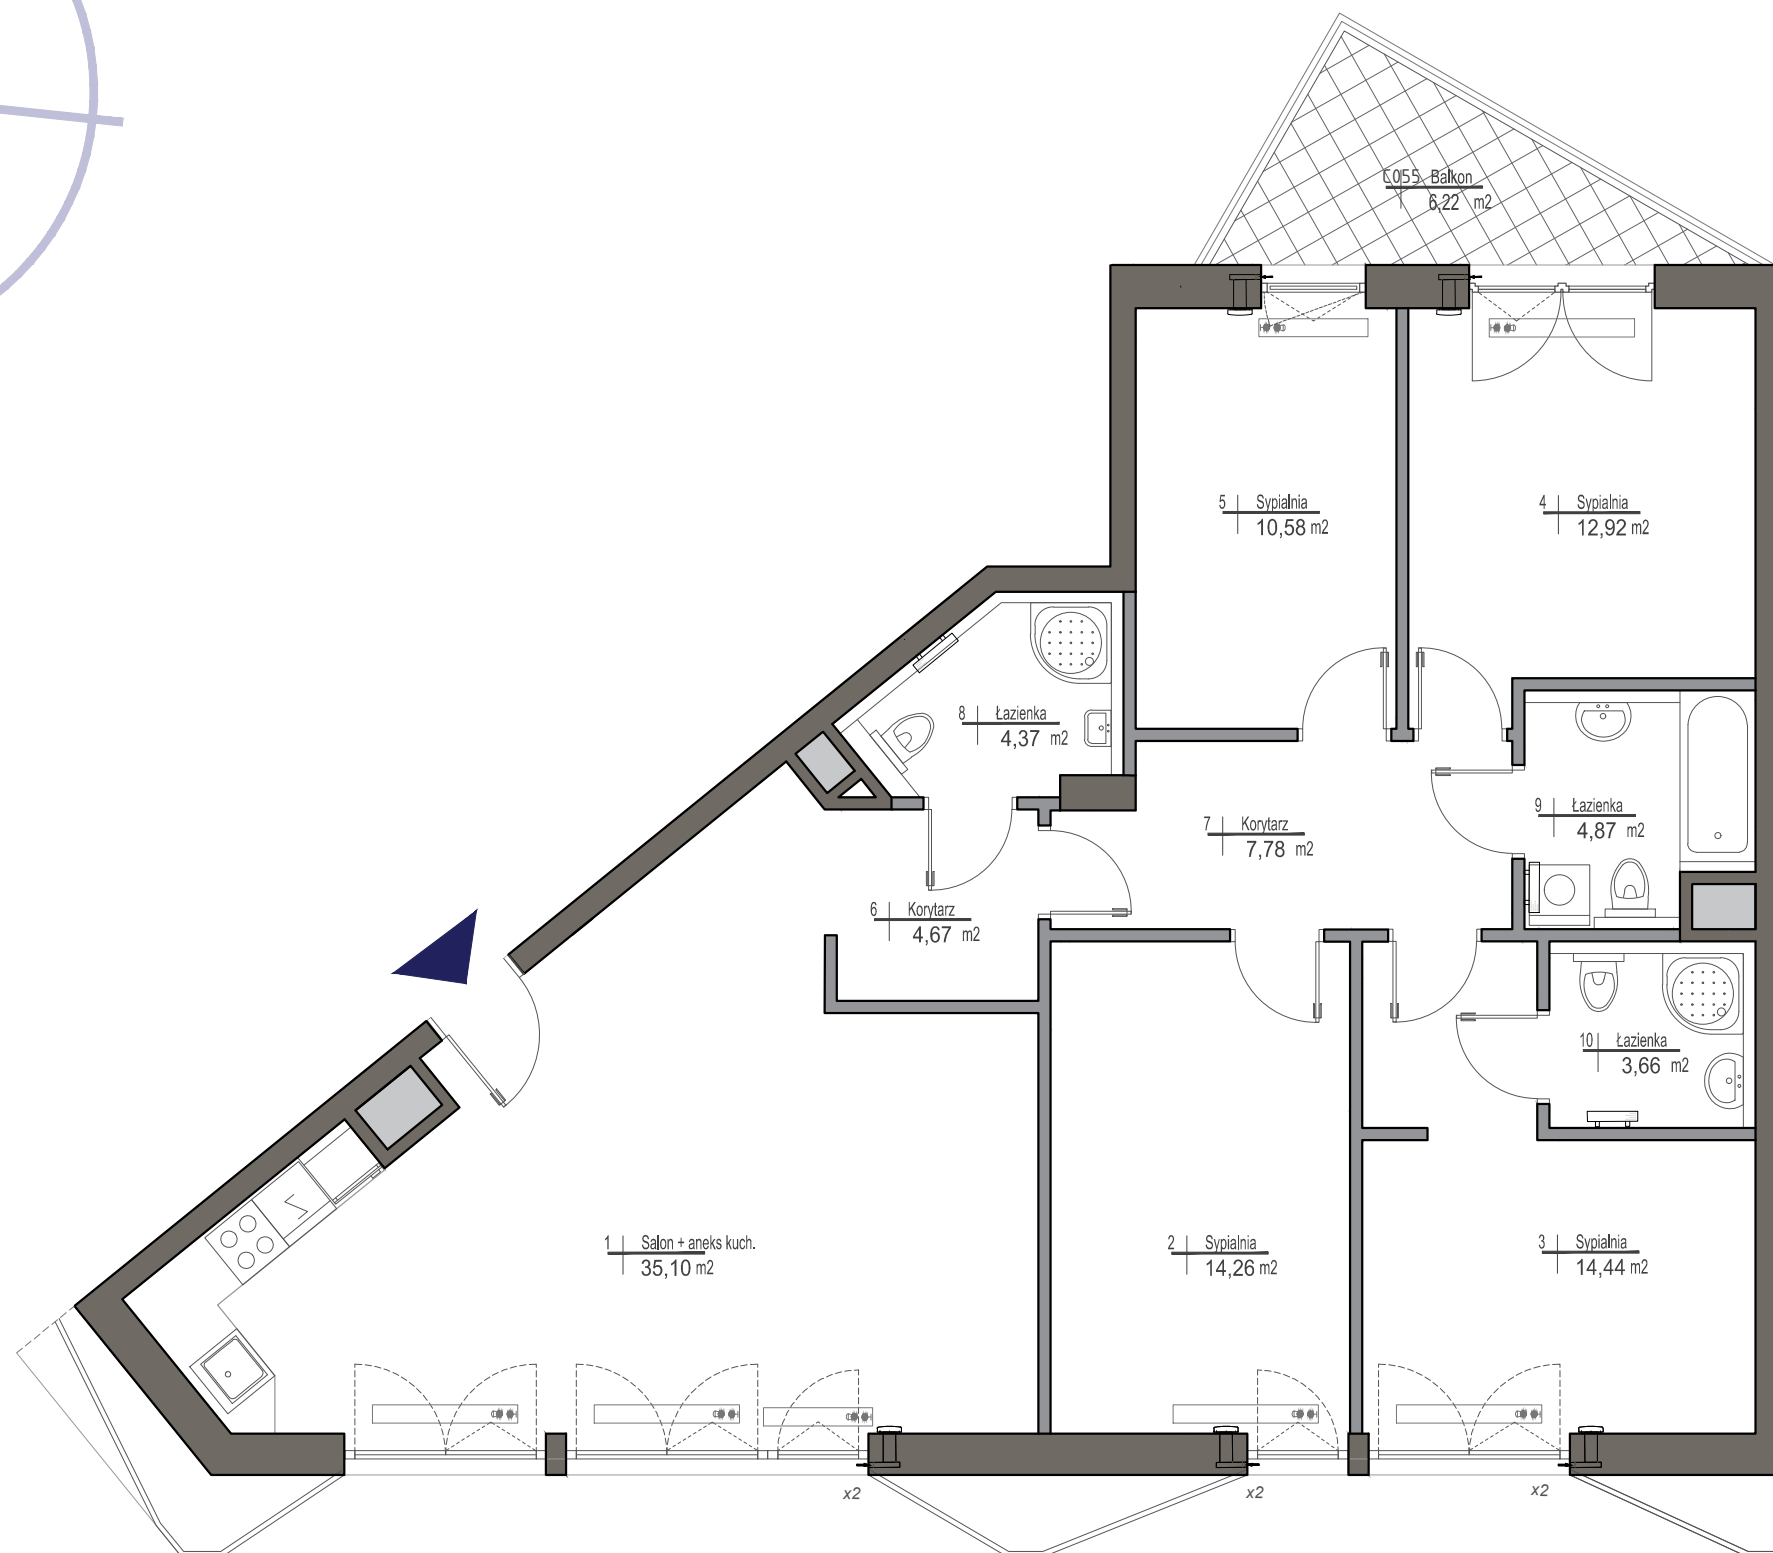 C055 Balkon
6,22 m2
5 Sypialnia
10,58 m2
4 Sypialnia
12,92 m2
8 Łazienka
4,37 m2
9 Łazienka
4,87 m2
7 Korytarz
7,78 m2
6 Korytarz
4,67 m2
10 Łazienka
3,66 m2
1 Salon + aneks kuch.
35,10 m2
2 Sypialnia
14,26 m2
3 Sypialnia
14,44 m2
x2
x2
x2